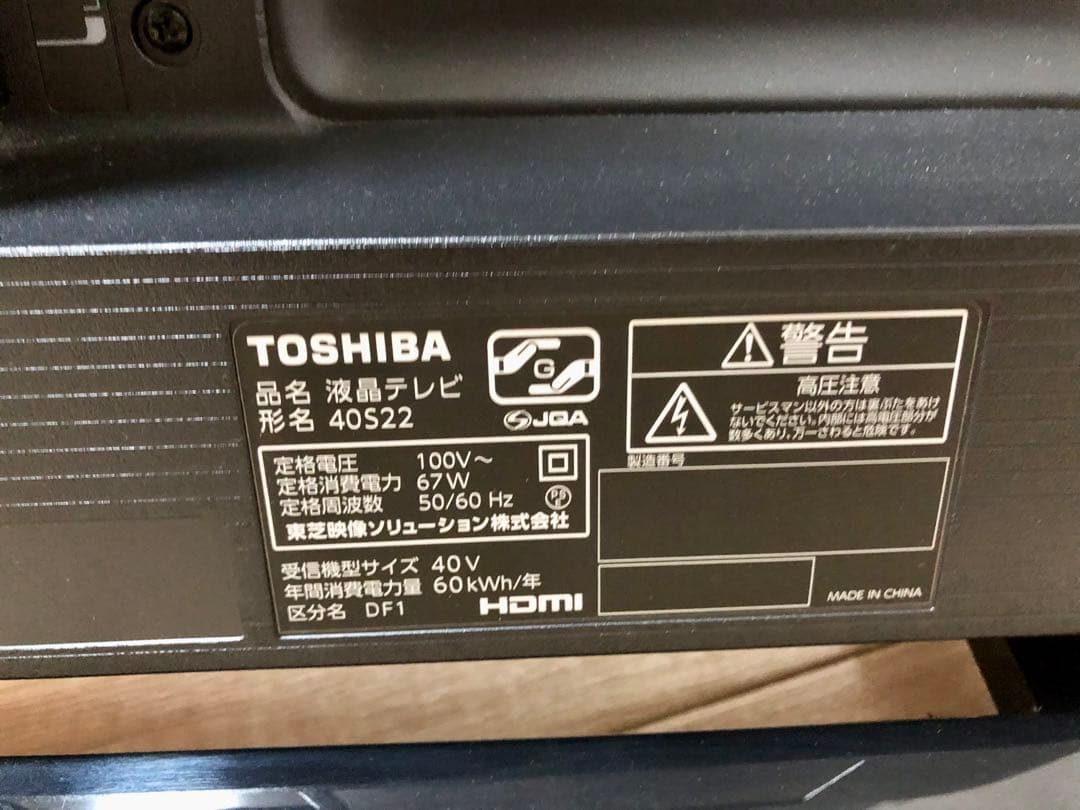 TOSHIBA
品名 液晶テレビ
形名 40S22
G
JQA
定格電圧 100V～
定格消費電力 67W
定格周波数 50/60 Hz
PS
E
東芝映像ソリューション株式会社
受信機型サイズ 40V
年間消費電力量 60kWh/年
区分名 DF1
HDMI
警告
高圧注意
サービスマン以外の方は裏ぶたをあけ
ないでください。内部には高電圧部分が
数多くあり、万一さわると危険です。
製造番号
MADE IN CHINA